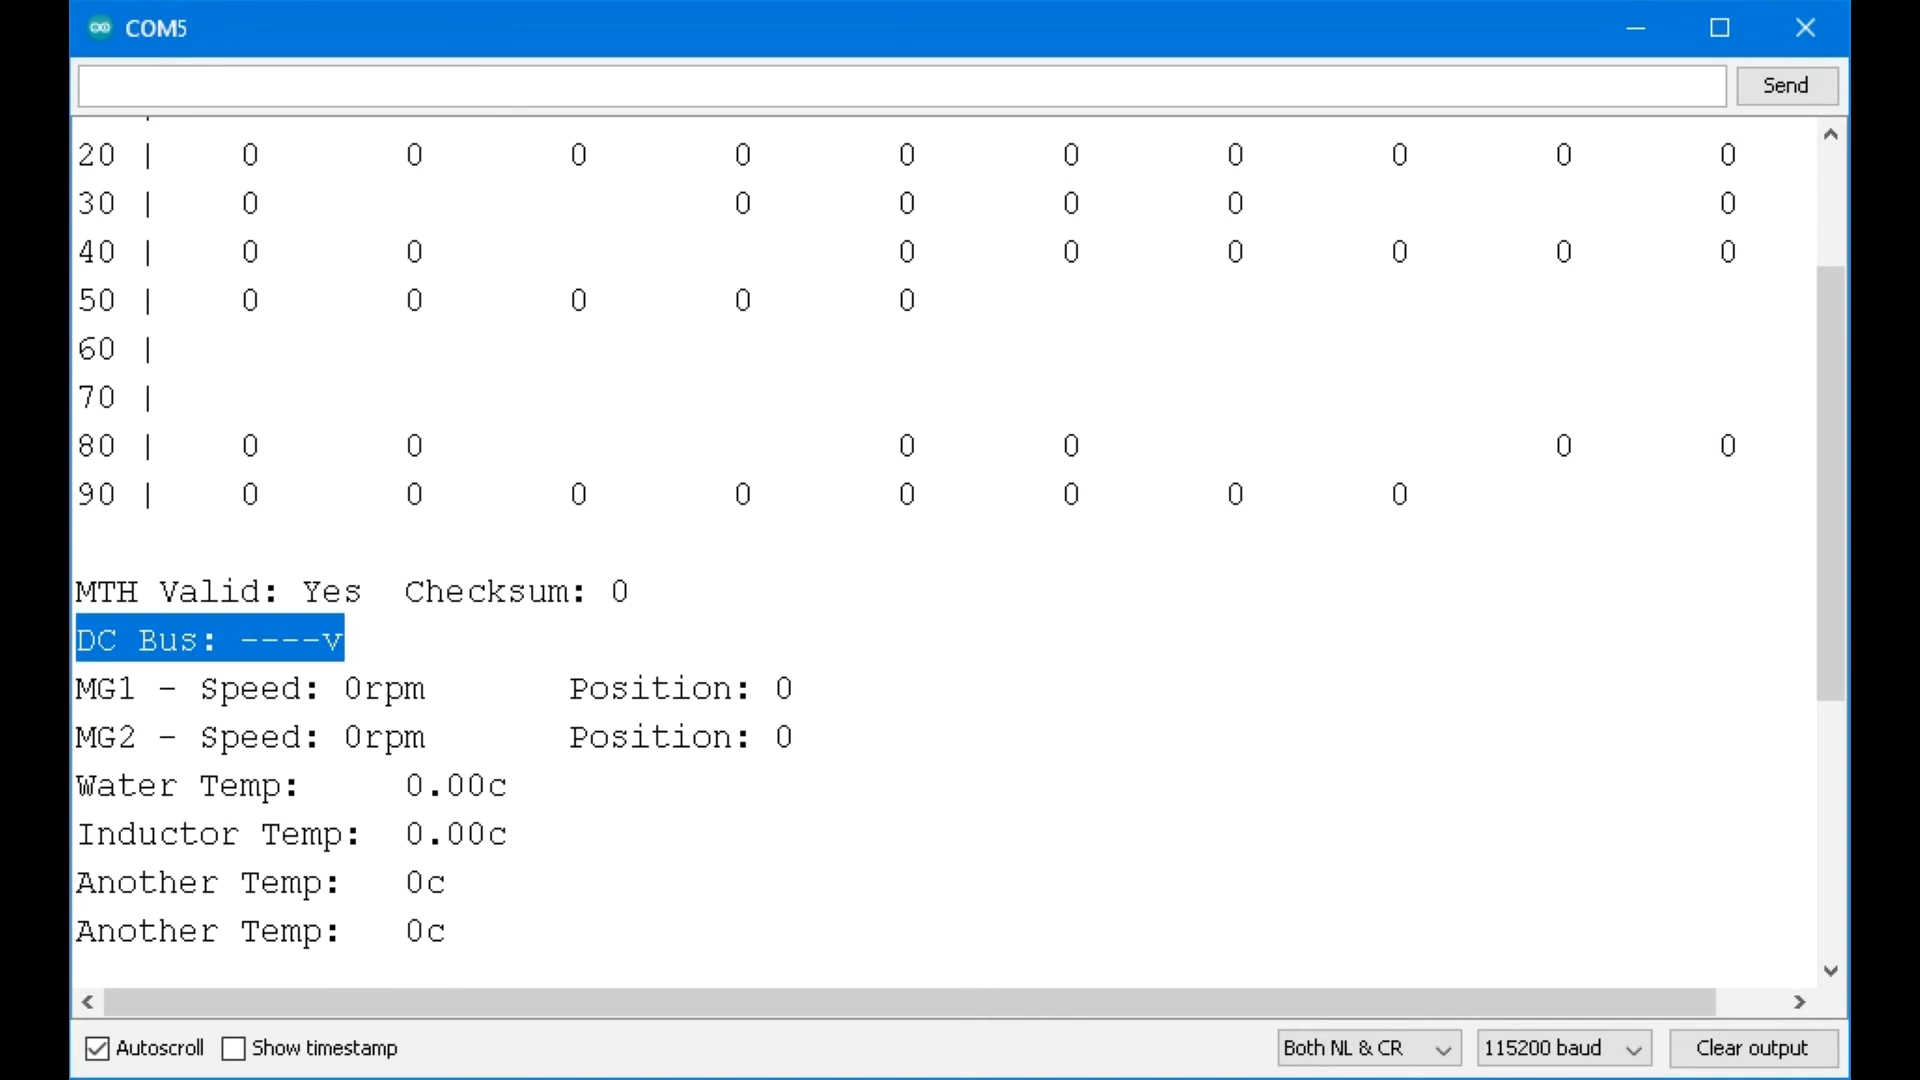 COM5
Send
20 | 0 0 0 0 0 0 0 0 0 0
30 | 0 0 0 0 0 0
40 | 0 0 0 0 0 0 0 0
50 | 0 0 0 0 0
60 |
70 |
80 | 0 0 0 0 0 0
90 | 0 0 0 0 0 0 0 0
MTH Valid: Yes Checksum: 0
DC Bus: ----v
MG1 - Speed: 0rpm Position: 0
MG2 - Speed: 0rpm Position: 0
Water Temp: 0.00c
Inductor Temp: 0.00c
Another Temp: 0c
Another Temp: 0c
Autoscroll Show timestamp Both NL & CR 115200 baud Clear output